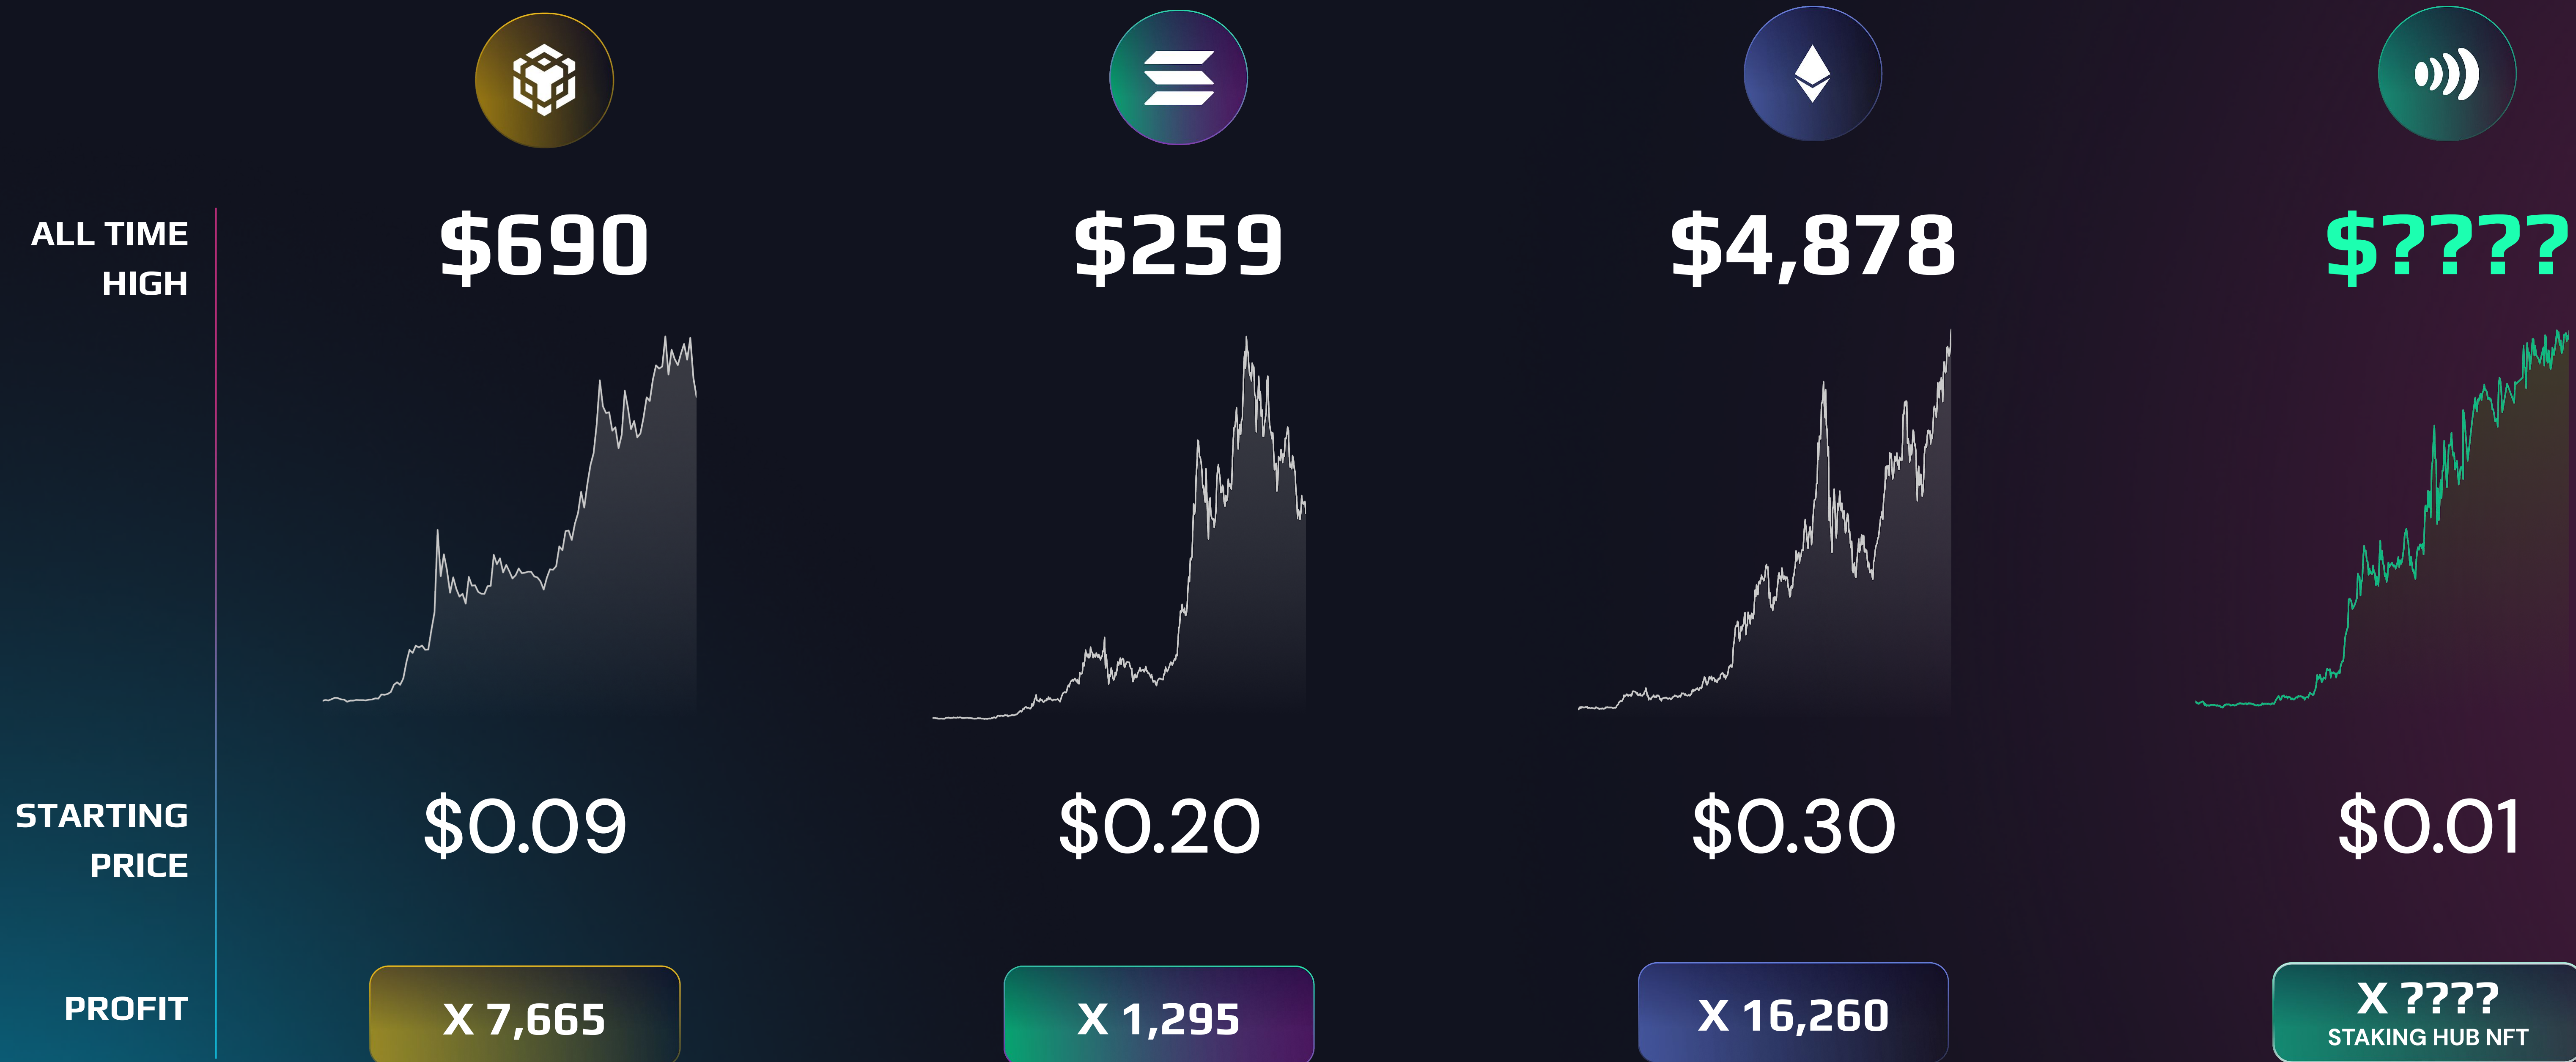 ALL TIME
HIGH
$690
$259
$4,878
$????
STARTING
PRICE
$0.09
$0.20
$0.30
$0.01
PROFIT
X 7,665
X 1,295
X 16,260
X ????
STAKING HUB NFT